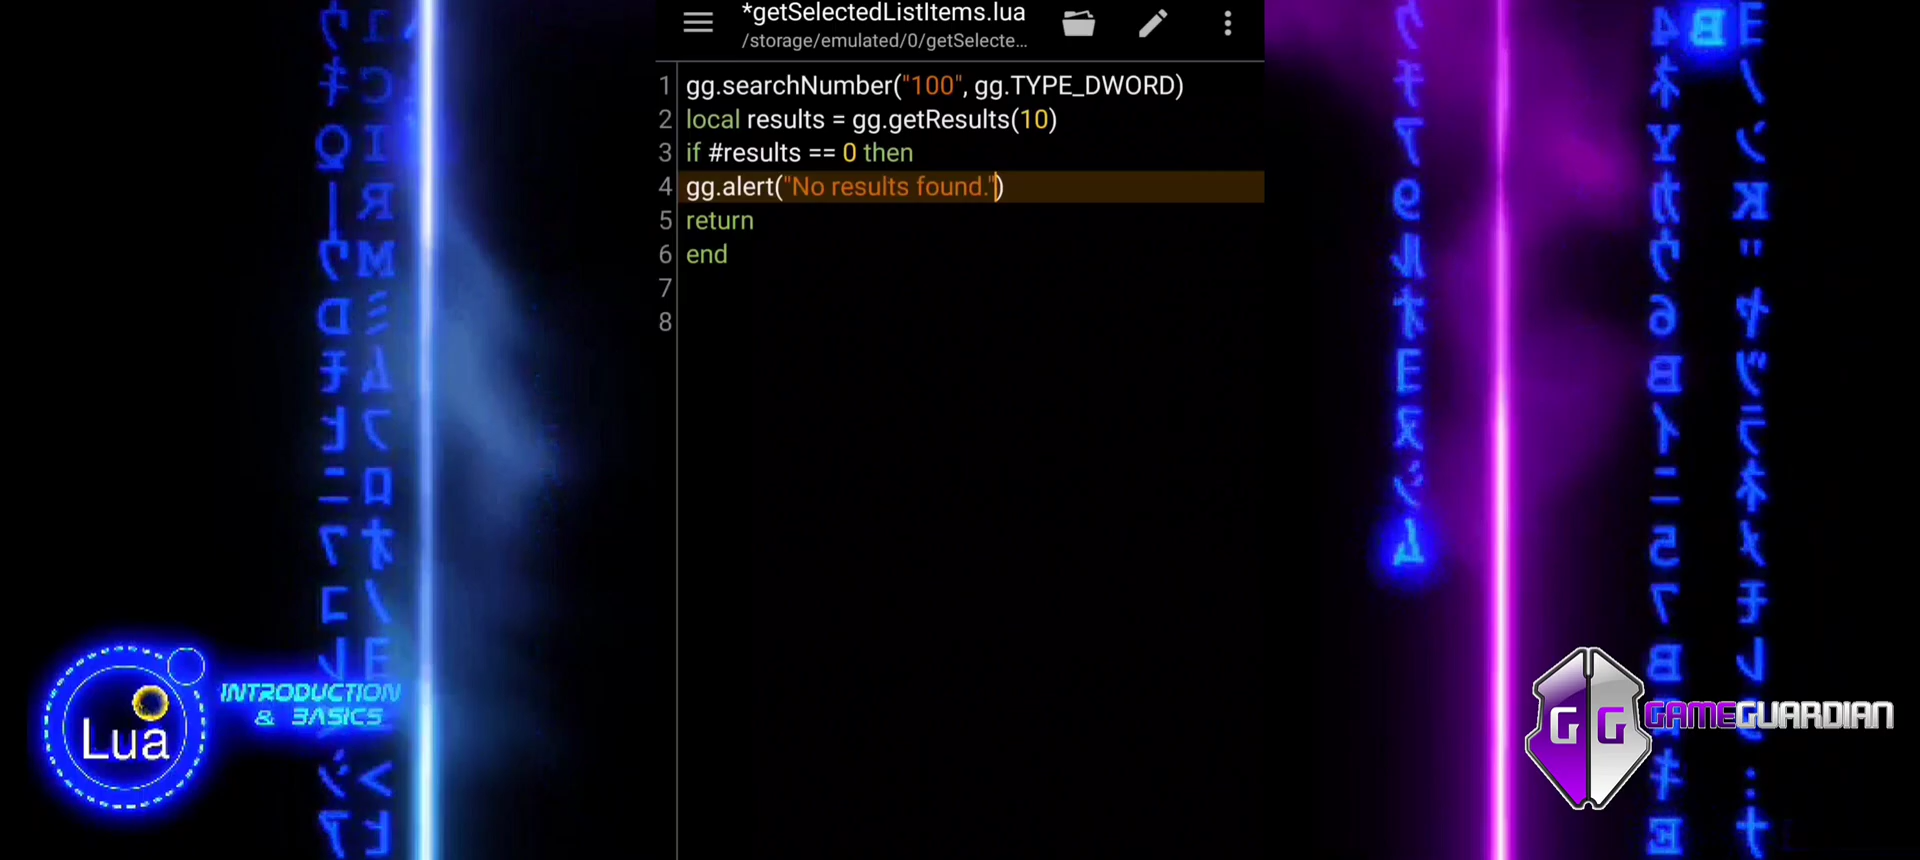 *getSelectedListItems.lua
/storage/emulated/0/getSelecte...
1 gg.searchNumber("100", gg.TYPE_DWORD)
2 local results = gg.getResults(10)
3 if #results == 0 then
4 gg.alert("No results found.")
5 return
6 end
7
8
Lua
INTRODUCTION
& BASICS
GG
GAMEGUARDIAN